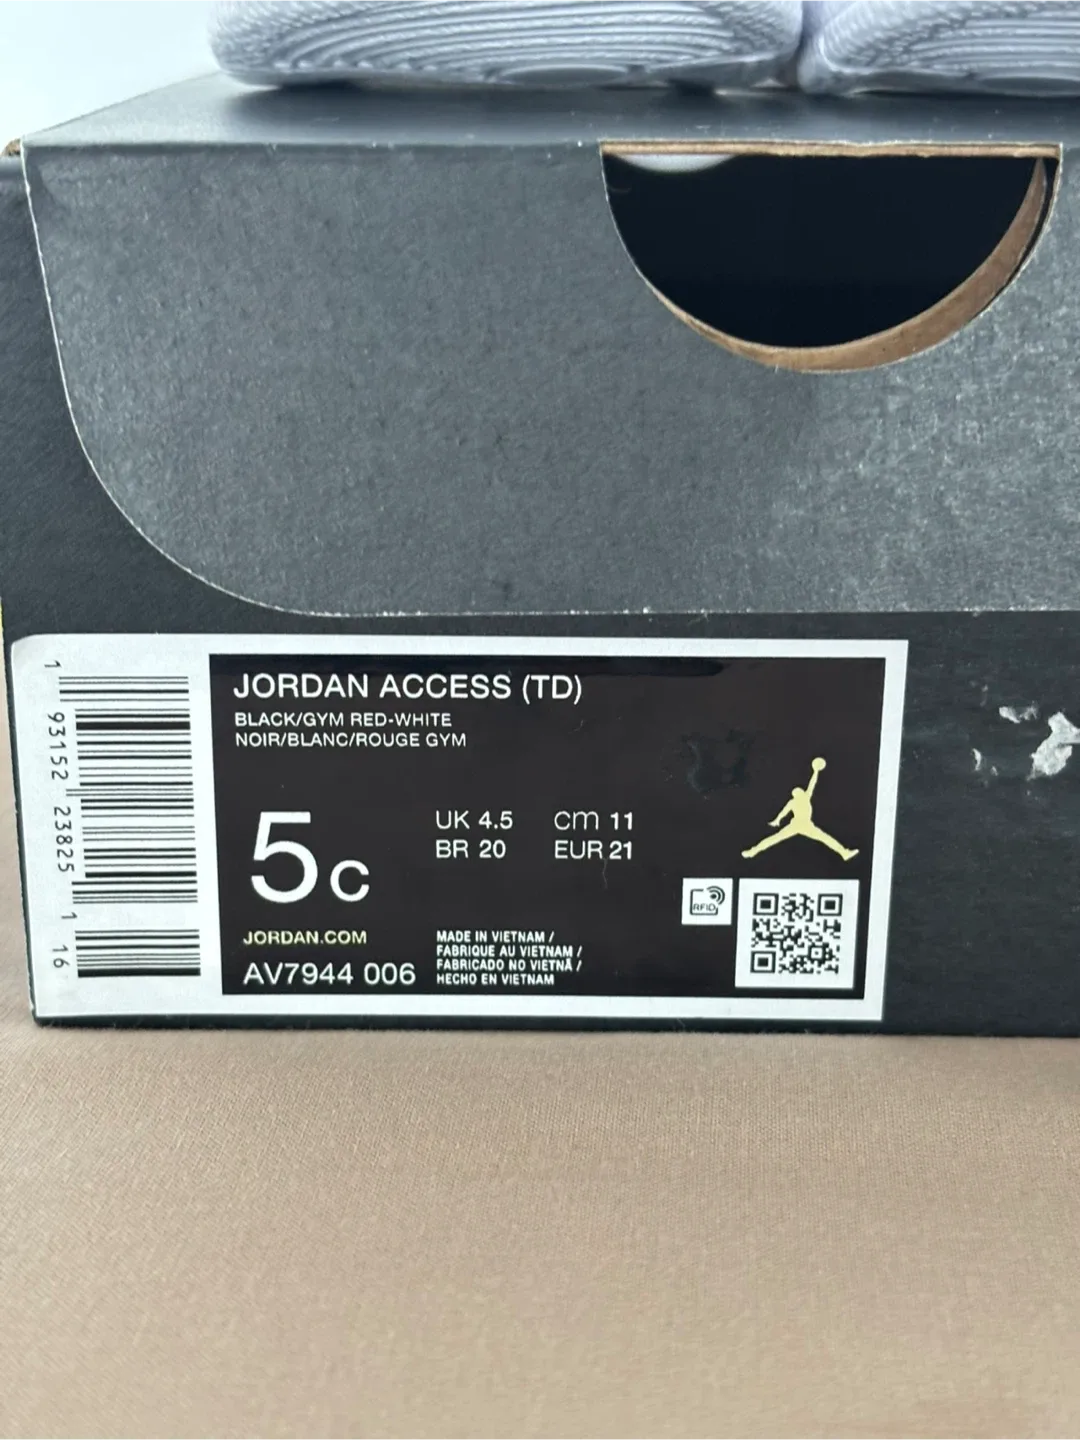 JORDAN ACCESS (TD)
BLACK/GYM RED-WHITE
NOIR/BLANC/ROUGE GYM
5c
UK 4.5 cm 11
BR 20 EUR 21
RFID
JORDAN.COM
AV7944 006
MADE IN VIETNAM /
FABRIQUE AU VIETNAM /
FABRICADO NO VIETNÃ /
HECHO EN VIETNAM
1 93152 23825 1 16